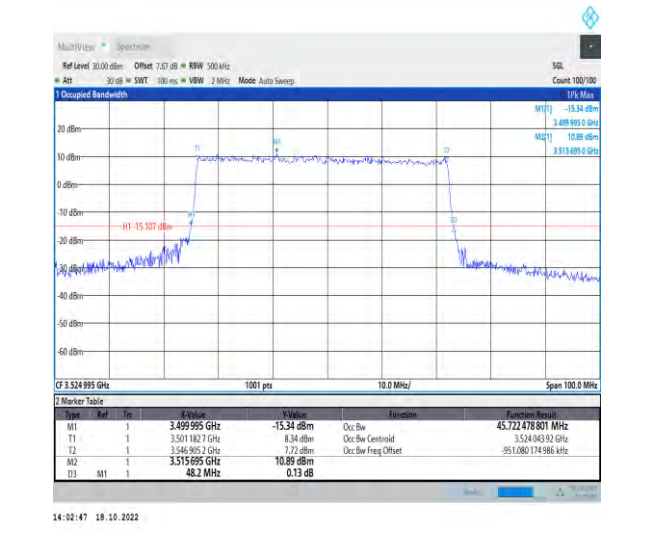 MultiView Spectrum
Ref Level 30.00 dBm Offset 7.67 dB RBW 500 kHz SGL
Att 30 dB SWT 100 ms VBW 2 MHz Mode Auto Sweep Count 100/100
1 Occupied Bandwidth 1Pk Max
M1[1] -15.34 dBm
3.499 995 0 GHz
20 dBm M2[1] 10.89 dBm
3.515 695 0 GHz
T1 M2 T2
10 dBm
0 dBm
-10 dBm
M1 D3
H1 -15.107 dBm
-20 dBm
-30 dBm
-40 dBm
-50 dBm
-60 dBm
CF 3.524 995 GHz 1001 pts 10.0 MHz/ Span 100.0 MHz
2 Marker Table
Type Ref Trc X-Value Y-Value Function Function Result
M1 1 3.499 995 GHz -15.34 dBm Occ Bw 45.722 478 801 MHz
T1 1 3.501 182 7 GHz 8.34 dBm Occ Bw Centroid 3.524 043 92 GHz
T2 1 3.546 905 2 GHz 7.72 dBm Occ Bw Freq Offset -951.080 174 986 kHz
M2 1 3.515 695 GHz 10.89 dBm
D3 M1 1 48.2 MHz 0.13 dB
14:02:47 18.10.2022